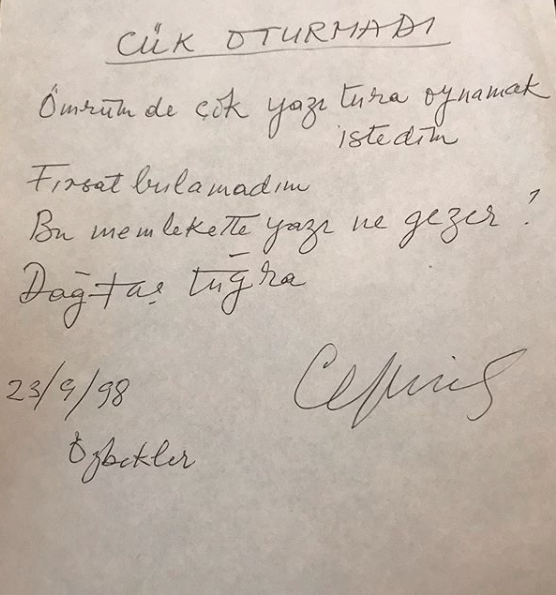 CÜK OTURMADI
Ömrümde çok yazı tura oynamak
istedim
Fırsat bulamadım
Bu memlekette yazı ne gezer?
Dağ-taş tuğra
23/9/98
Özbekler